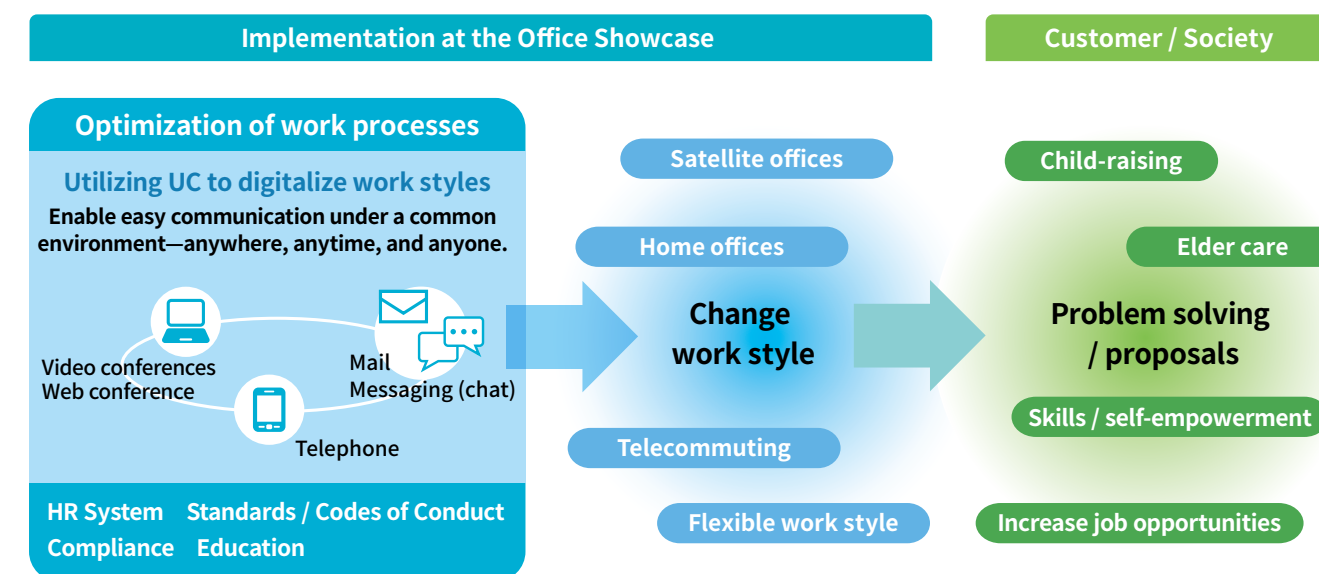 Implementation at the Office Showcase
Customer / Society
Optimization of work processes
Utilizing UC to digitalize work styles
Enable easy communication under a common
environment—anywhere, anytime, and anyone.
Video conferences
Web conference
Mail
Messaging (chat)
Telephone
HR System Standards / Codes of Conduct
Compliance Education
Satellite offices
Home offices
Change
work style
Telecommuting
Flexible work style
Child-raising
Elder care
Problem solving
/ proposals
Skills / self-empowerment
Increase job opportunities